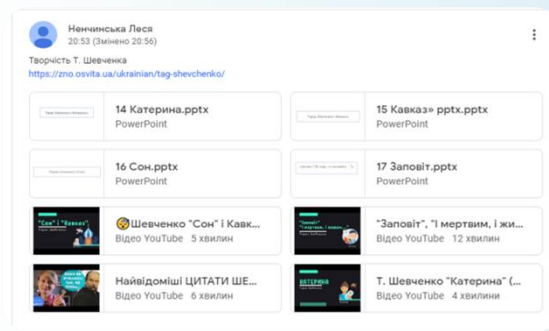 Ненчинська Леся
20:53 (Змінено 20:56)
Творчість Т. Шевченка
https://zno.osvita.ua/ukrainian/tag-shevchenko/
14 Катерина.pptx
PowerPoint
15 Кавказ» pptx.pptx
PowerPoint
16 Сон.pptx
PowerPoint
17 Заповіт.pptx
PowerPoint
"Сон" і "Кавказ"
🤯Шевченко "Сон" і Кавк...
Відео YouTube 5 хвилин
"Заповіт", "І мертвим, і жи...
Відео YouTube 12 хвилин
Найвідоміші ЦИТАТИ ШЕ...
Відео YouTube 6 хвилин
КАТЕРИНА
Т. Шевченко "Катерина" (...
Відео YouTube 4 хвилини